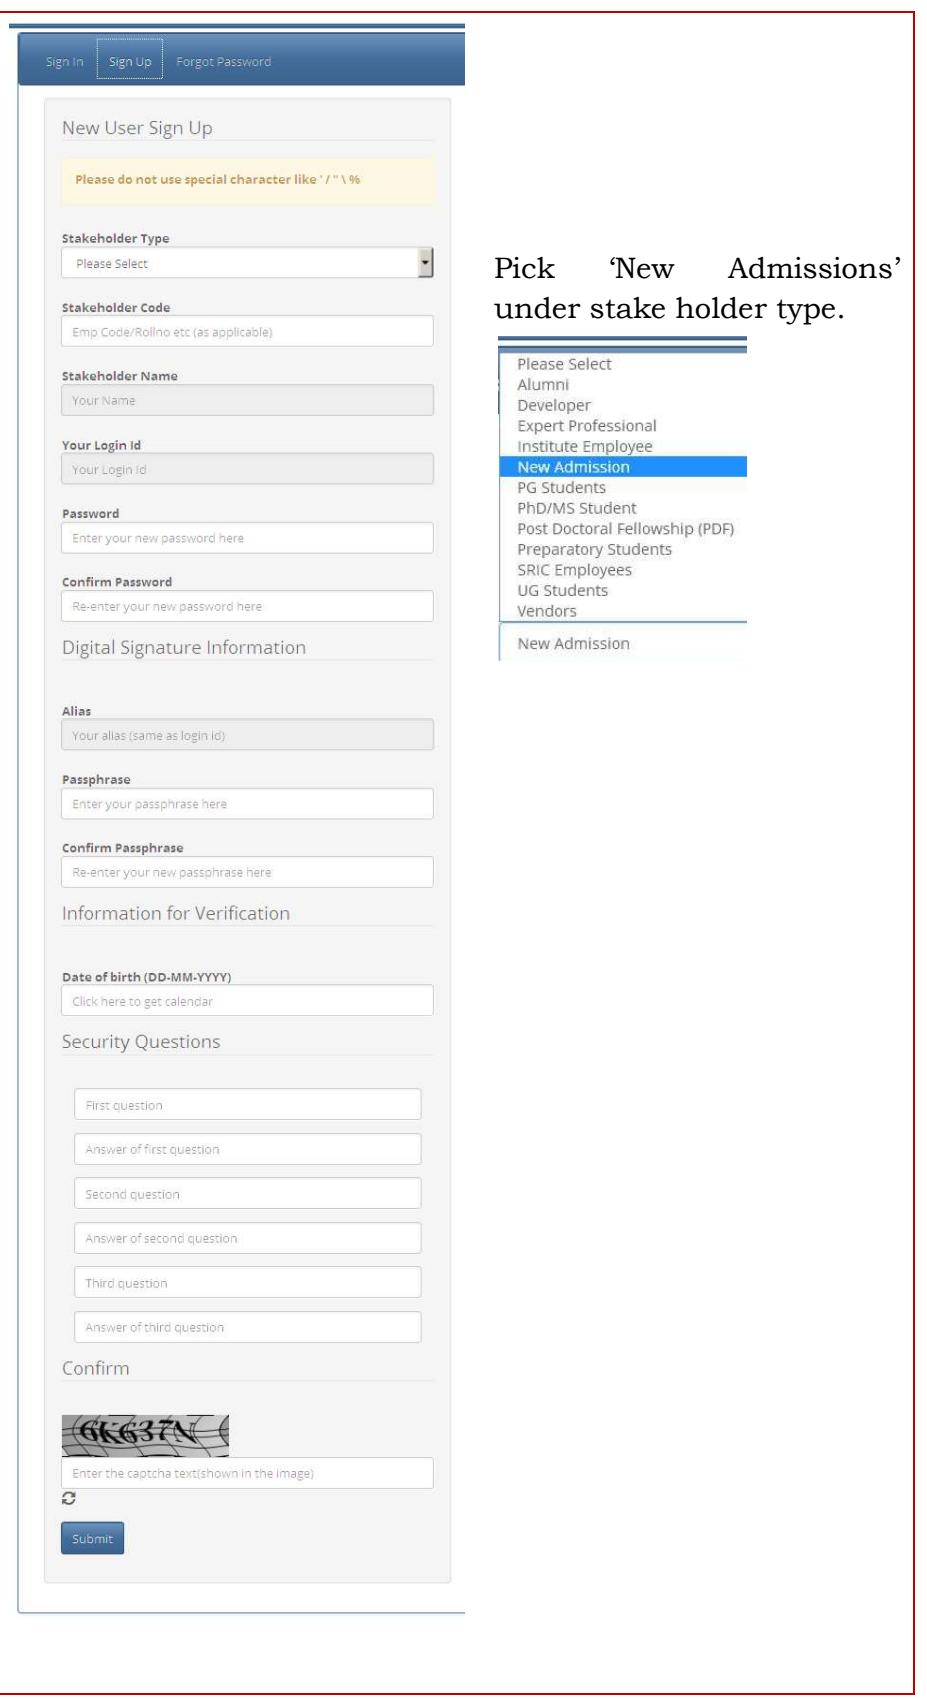 Sign In Sign Up Forgot Password
New User Sign Up
Please do not use special character like ' / " \ %
Stakeholder Type
Please Select
Stakeholder Code
Emp Code/Rollno etc (as applicable)
Stakeholder Name
Your Name
Your Login Id
Your Login Id
Password
Enter your new password here
Confirm Password
Re-enter your new password here
Digital Signature Information
Alias
Your alias (same as login id)
Passphrase
Enter your passphrase here
Confirm Passphrase
Re-enter your new passphrase here
Information for Verification
Date of birth (DD-MM-YYYY)
Click here to get calendar
Security Questions
First question
Answer of first question
Second question
Answer of second question
Third question
Answer of third question
Confirm
6K637N
Enter the captcha text(shown in the image)
Submit
Pick ‘New Admissions’
under stake holder type.
Please Select
Alumni
Developer
Expert Professional
Institute Employee
New Admission
PG Students
PhD/MS Student
Post Doctoral Fellowship (PDF)
Preparatory Students
SRIC Employees
UG Students
Vendors
New Admission